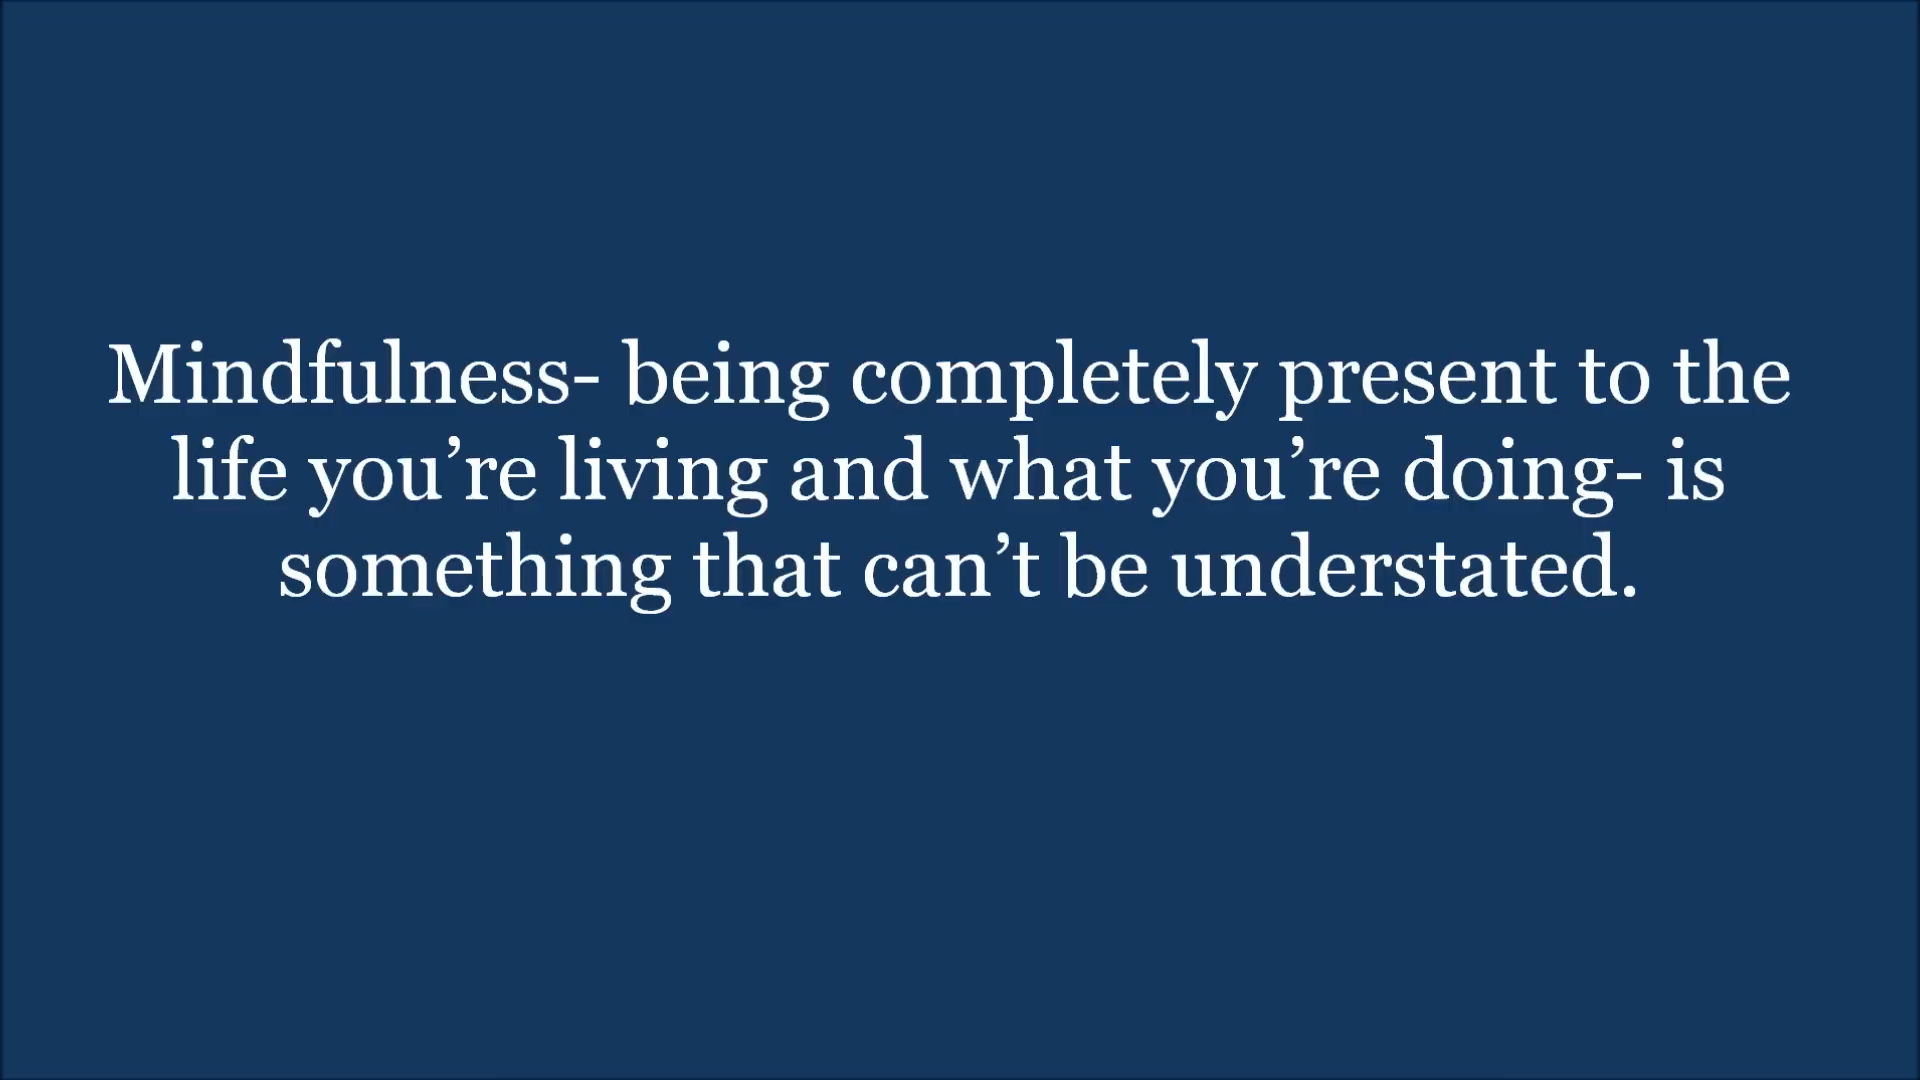 Mindfulness- being completely present to the
life you’re living and what you’re doing- is
something that can’t be understated.